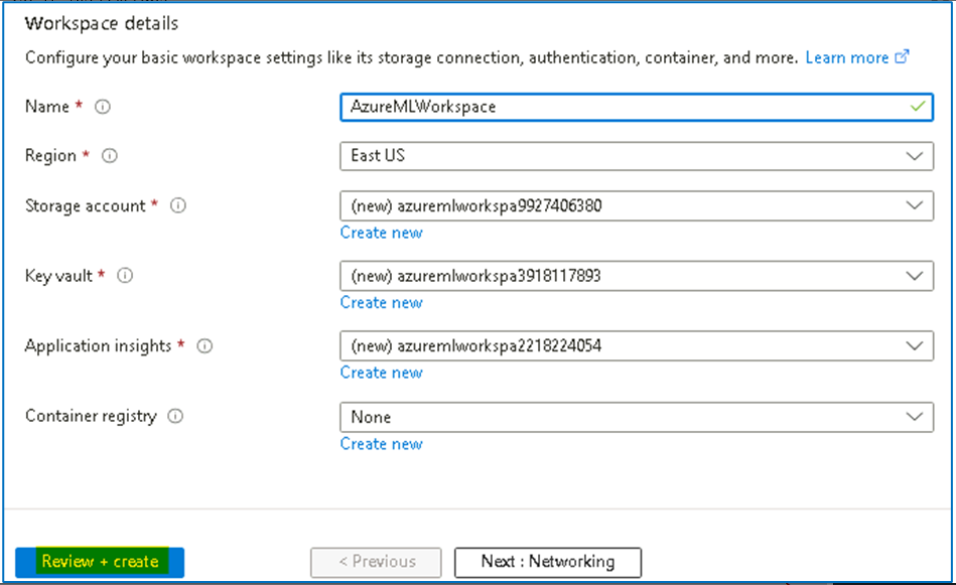 Workspace details
Configure your basic workspace settings like its storage connection, authentication, container, and more. Learn more
Name *
AzureMLWorkspace
Region *
East US
Storage account *
(new) azuremlworkspa9927406380
Create new
Key vault *
(new) azuremlworkspa3918117893
Create new
Application insights *
(new) azuremlworkspa2218224054
Create new
Container registry
None
Create new
Review + create
< Previous
Next : Networking